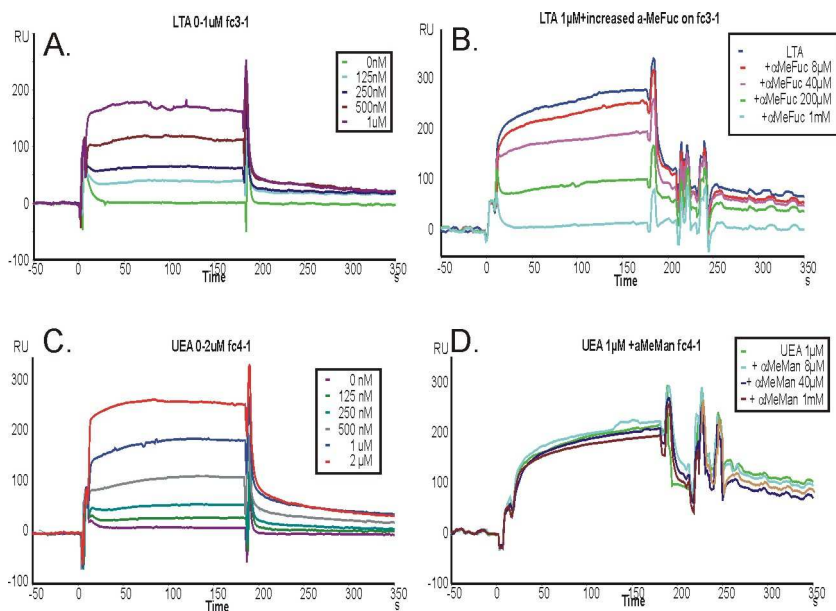 A.
LTA 0-1uM fc3-1
RU
300
200
100
0
-100
0nM
125nM
250nM
500nM
1uM
-50 0 50 100 150 200 250 300 350
Time
s
B.
LTA 1µM+increased a-MeFuc on fc3-1
RU
300
200
100
0
-100
LTA
+αMeFuc 8µM
+αMeFuc 40µM
+αMeFuc 200µM
+αMeFuc 1mM
-50 0 50 100 150 200 250 300 350
Time
s
C.
UEA 0-2uM fc4-1
RU
300
200
100
0
-100
0 nM
125 nM
250 nM
500 nM
1 uM
2 µM
-50 0 50 100 150 200 250 300 350
Time
s
D.
UEA 1µM +aMeMan fc4-1
RU
300
200
100
0
-100
UEA 1µM
+ αMeMan 8µM
+ αMeMan 40µM
+ αMeMan 1mM
-50 0 50 100 150 200 250 300 350
Time
s